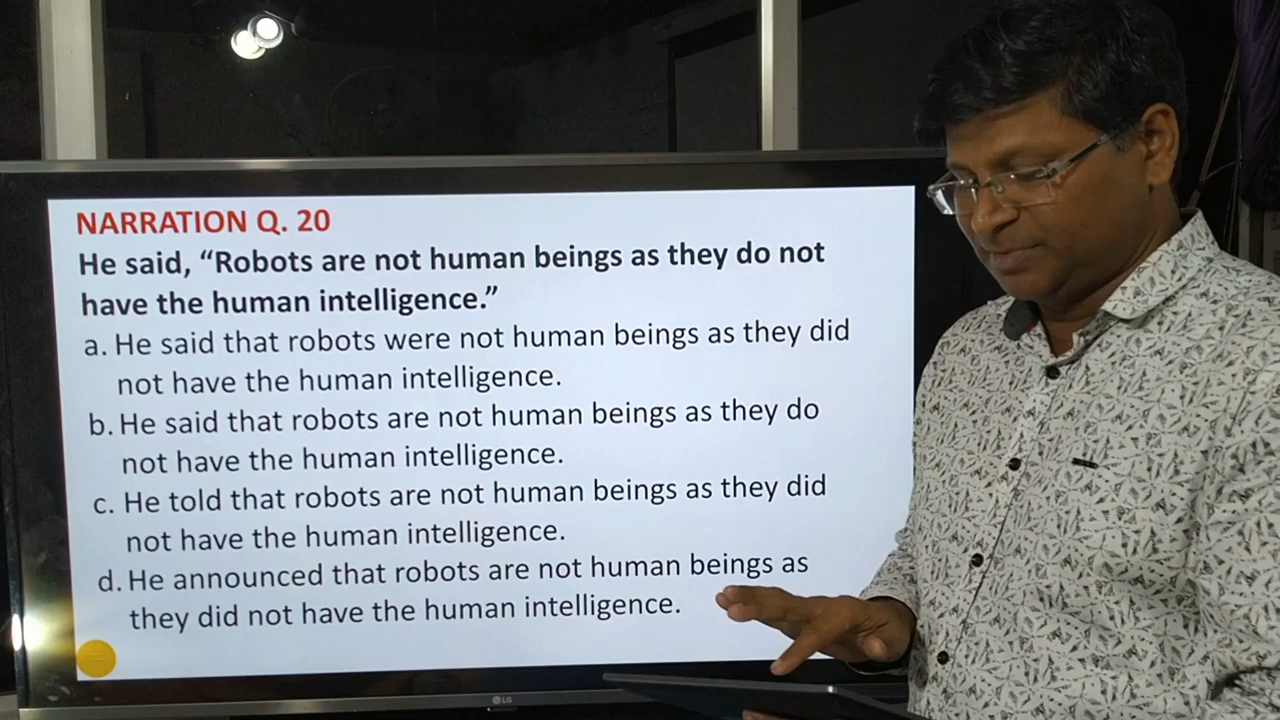 NARRATION Q. 20
He said, “Robots are not human beings as they do not
have the human intelligence.”
a. He said that robots were not human beings as they did
not have the human intelligence.
b. He said that robots are not human beings as they do
not have the human intelligence.
c. He told that robots are not human beings as they did
not have the human intelligence.
d. He announced that robots are not human beings as
they did not have the human intelligence.
LG